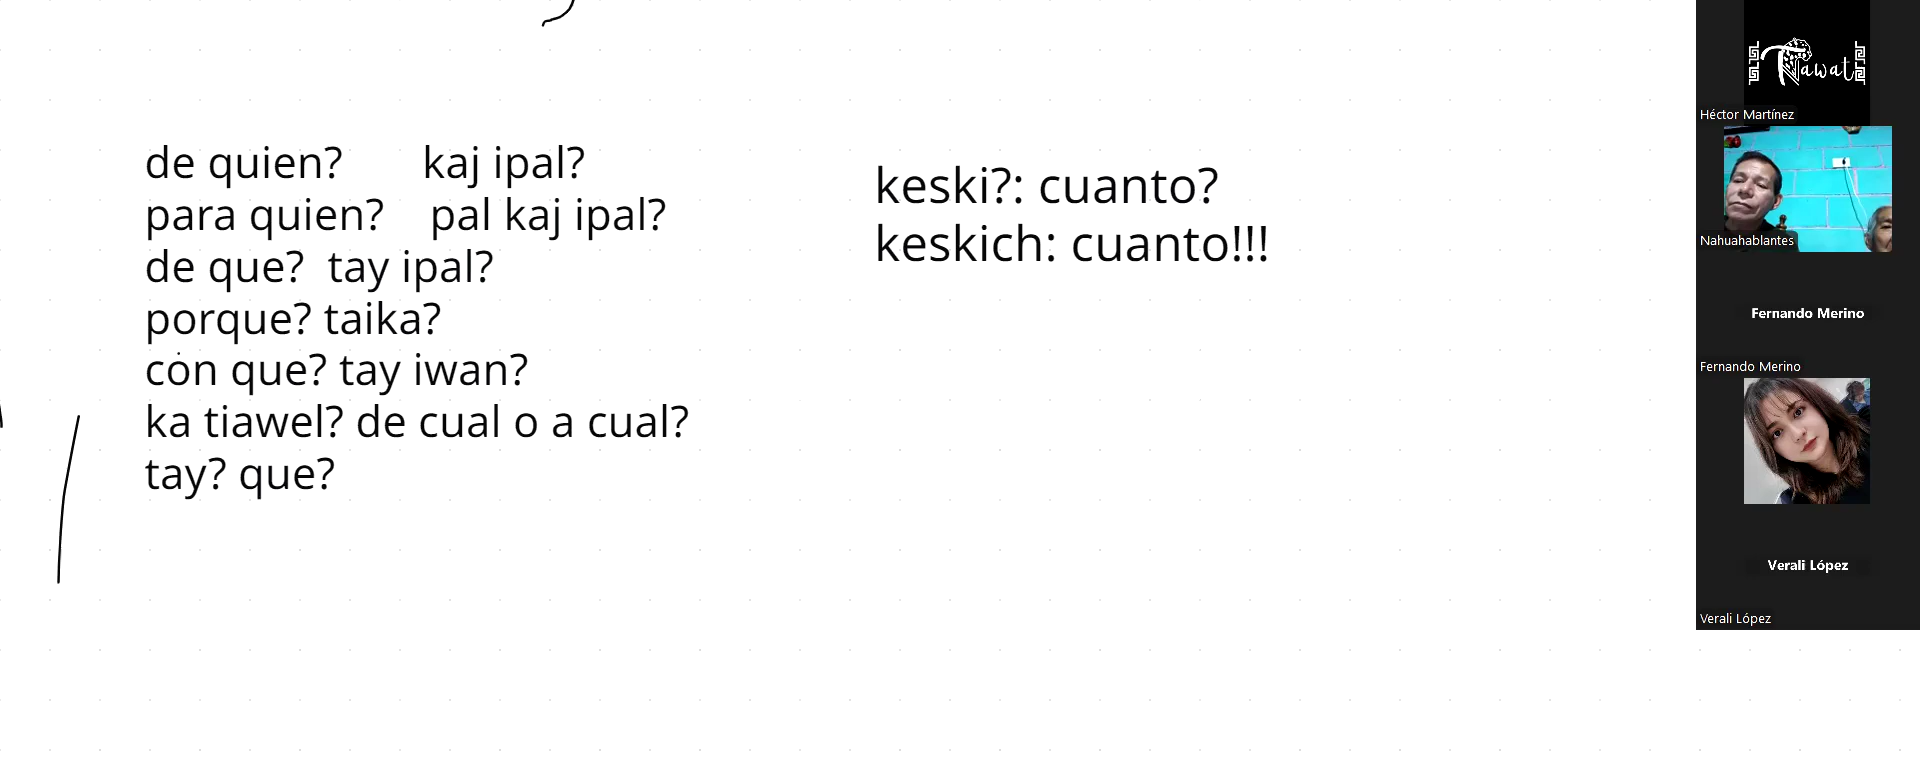 de quien? kaj ipal?
para quien? pal kaj ipal?
de que? tay ipal?
porque? taika?
con que? tay iwan?
ka tiawel? de cual o a cual?
tay? que?
keski?: cuanto?
keskich: cuanto!!!
Nawat
Héctor Martínez
Nahuahablantes
Fernando Merino
Fernando Merino
Verali López
Verali López